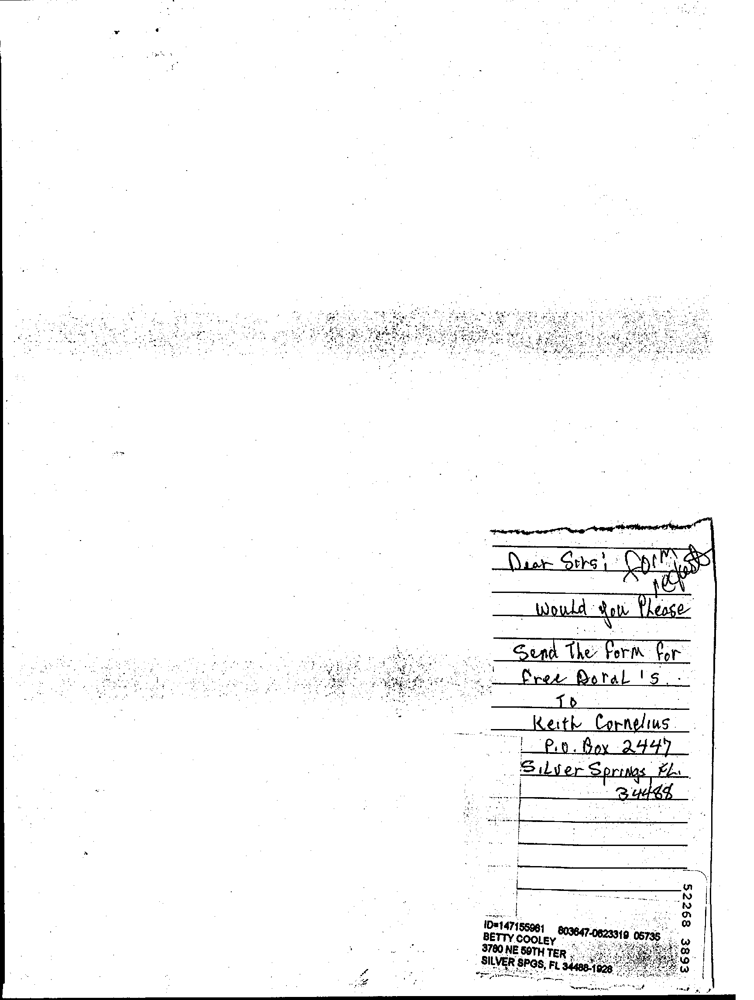 Dear Sirs; form
request
Would you Please
Send The form for
free Doral's..
To
Keith Cornelius
P.O. Box 2447
Silver Springs, FL.
34488
ID=147155981 803647-0623319 05735
BETTY COOLEY
3780 NE 59TH TER
SILVER SPGS, FL 34488-1928
52268 3893